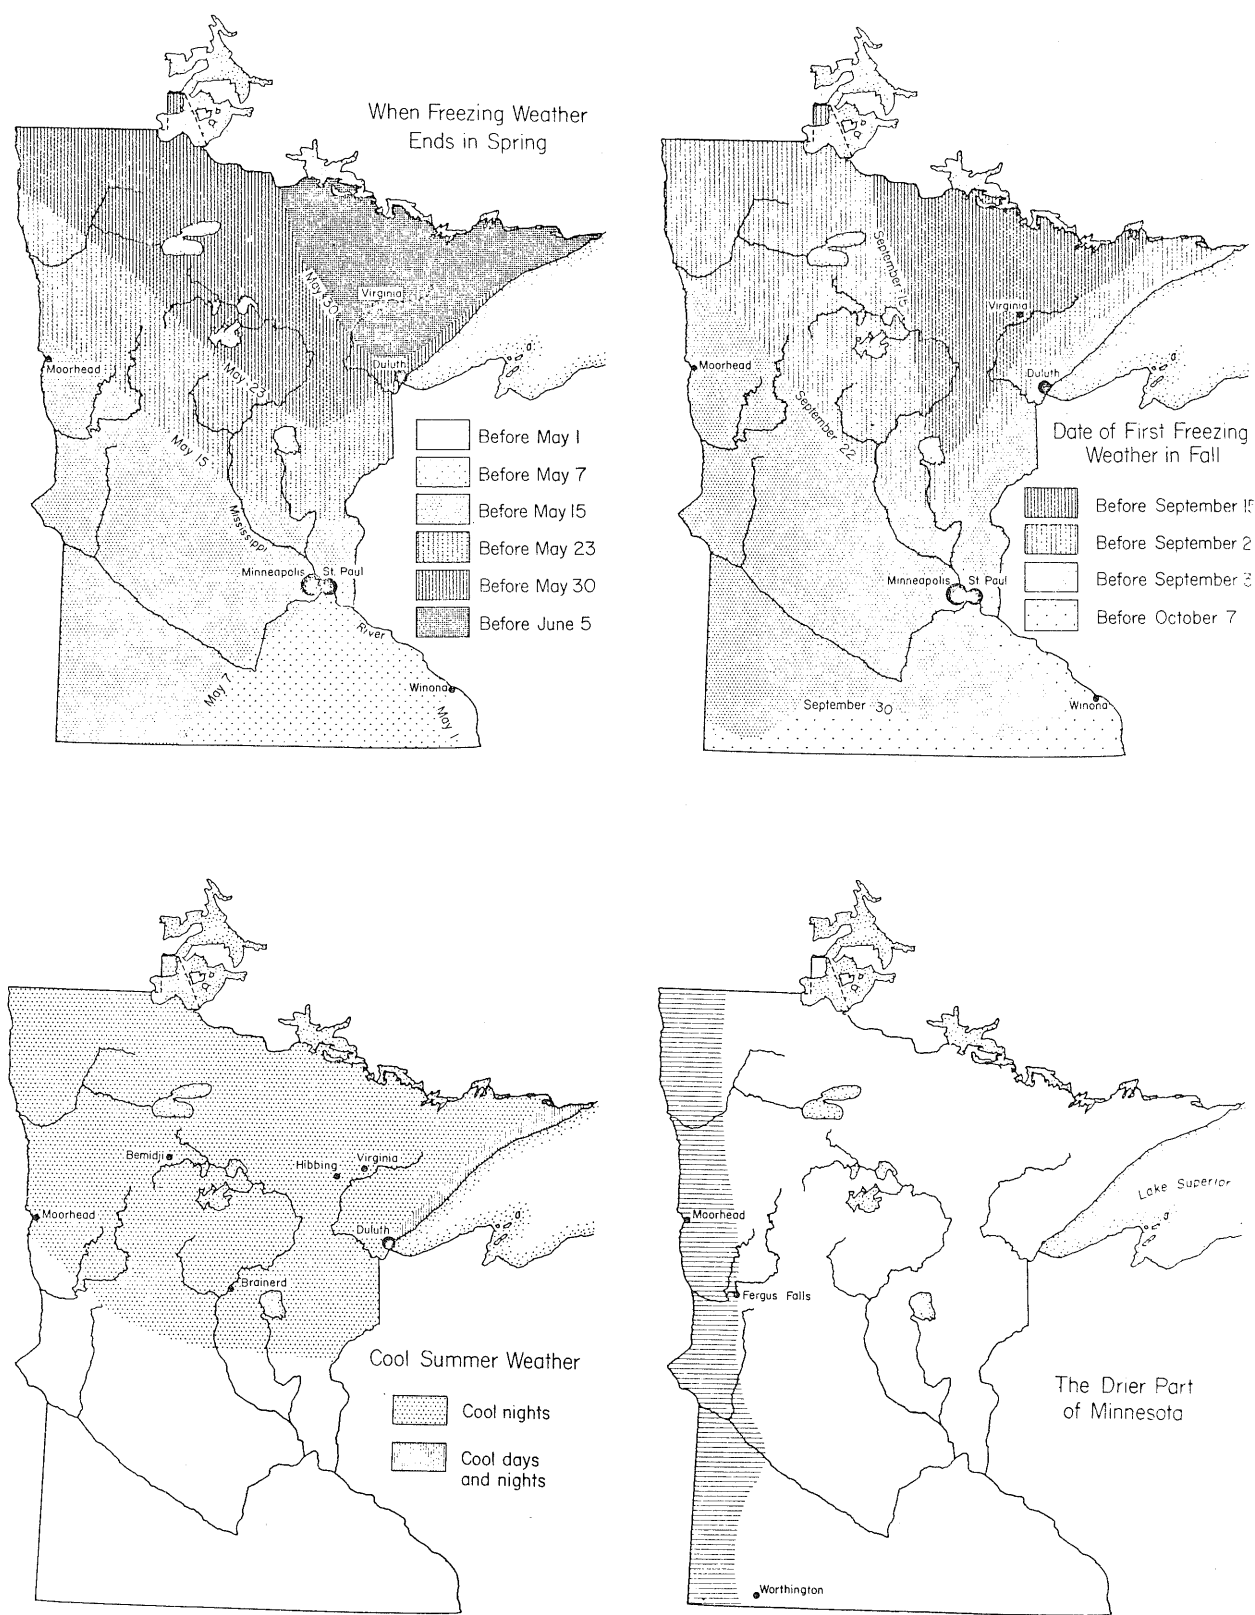 When Freezing Weather
Ends in Spring
May 30
Virginia
Duluth
Moorhead
May 23
May 15
Mississippi
Minneapolis
St. Paul
River
May 7
Winona
May 1
Before May 1
Before May 7
Before May 15
Before May 23
Before May 30
Before June 5
September 15
Virginia
Duluth
Moorhead
September 22
Minneapolis
St Paul
September 30
Winona
Date of First Freezing
Weather in Fall
Before September
Before September
Before September
Before October 7
Bemidji
Hibbing
Virginia
Moorhead
Duluth
Brainerd
Cool Summer Weather
Cool nights
Cool days
and nights
Lake Superior
Moorhead
Fergus Falls
The Drier Part
of Minnesota
Worthington